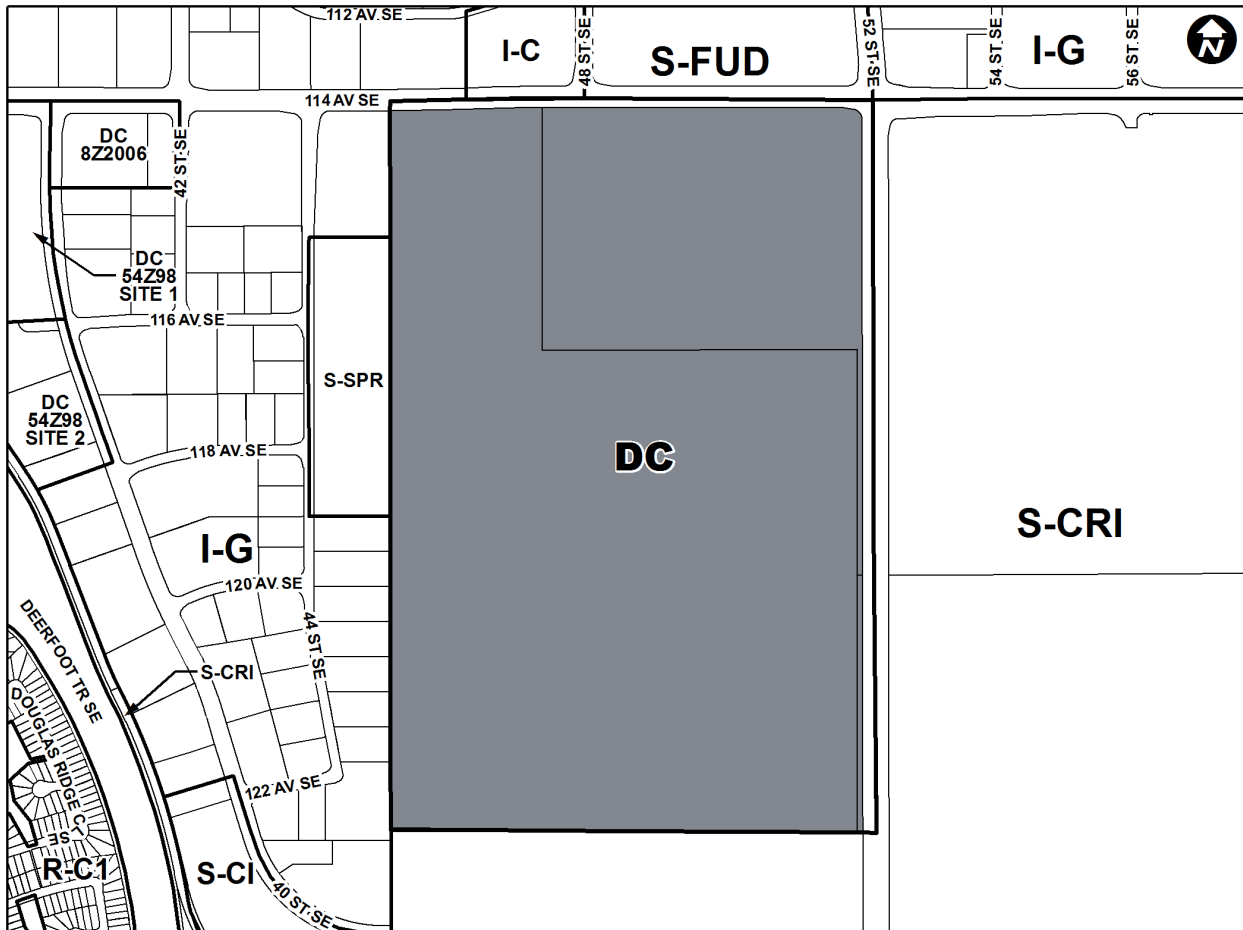 112 AV SE
I-C
48 ST SE
S-FUD
52 ST SE
54 ST SE
I-G
56 ST SE
N
114 AV SE
DC
8Z2006
42 ST SE
DC
54Z98
SITE 1
116 AV SE
S-SPR
DC
54Z98
SITE 2
118 AV SE
DC
S-CRI
I-G
120 AV SE
44 ST SE
DEERFOOT TR SE
S-CRI
DOUGLAS RIDGE CL
SE
122 AV SE
R-C1
S-CI
40 ST SE